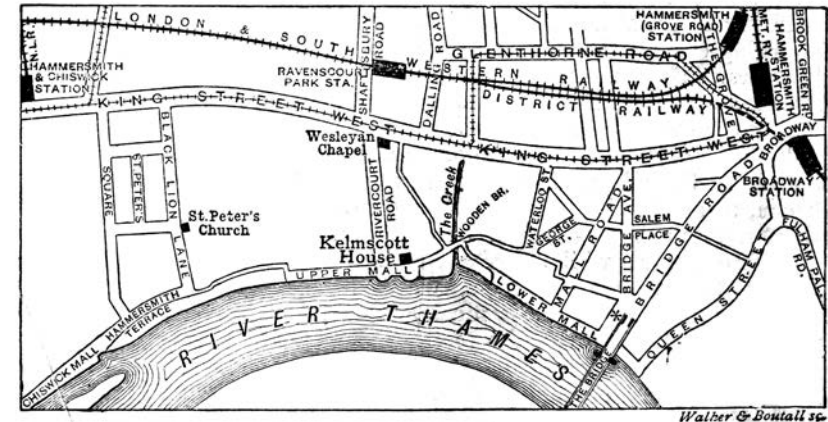 LONDON & SOUTH WESTERN RAILWAY
N.L.R.
HAMMERSMITH
& CHISWICK
STATION
SHAFTESBURY
ROAD
RAVENSCOURT
PARK STA.
DALLING ROAD
GLENTHORNE ROAD
HAMMERSMITH
(GROVE ROAD)
STATION
THE GROVE
HAMMERSMITH
MET. RY. STATION
BROOK GREEN RD
DISTRICT RAILWAY
KING STREET WEST
KING STREET WEST
BROADWAY
BROADWAY
STATION
Wesleyan
Chapel
ST. PETER'S
SQUARE
BLACK LION
LANE
St. Peter's
Church
RIVERCOURT
ROAD
The Creek
WOODEN BR.
WATERLOO ST.
GEORGE
ST.
MALL ROAD
BRIDGE AVE.
SALEM
PLACE
BRIDGE ROAD
FULHAM PAL.
RD.
QUEEN STREET
Kelmscott
House
UPPER MALL
LOWER MALL
HAMMERSMITH
TERRACE
CHISWICK MALL
RIVER THAMES
THE BRIDGE
Walker & Boutall sc.